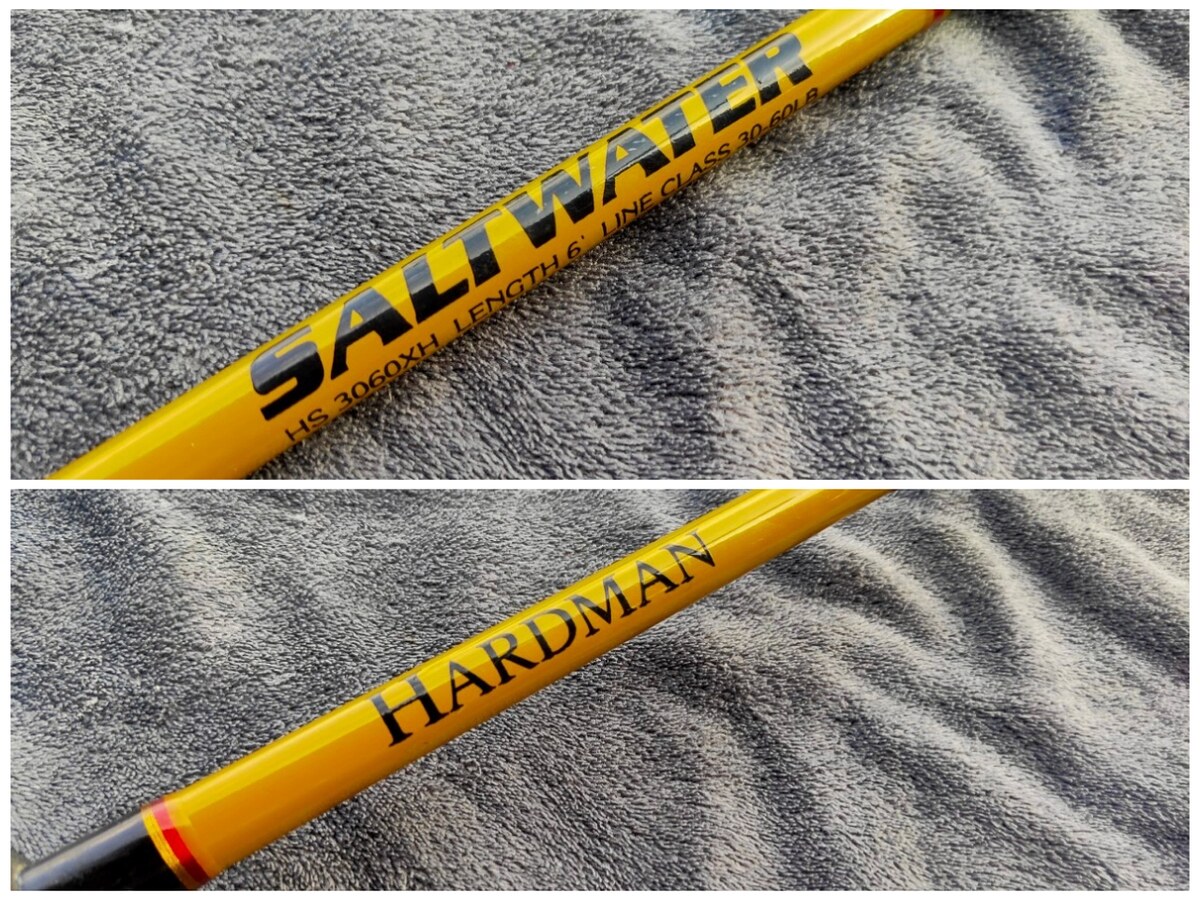 SALTWATER
HS 3060XH LENGTH 6` LINE CLASS 30-60LB
HARDMAN